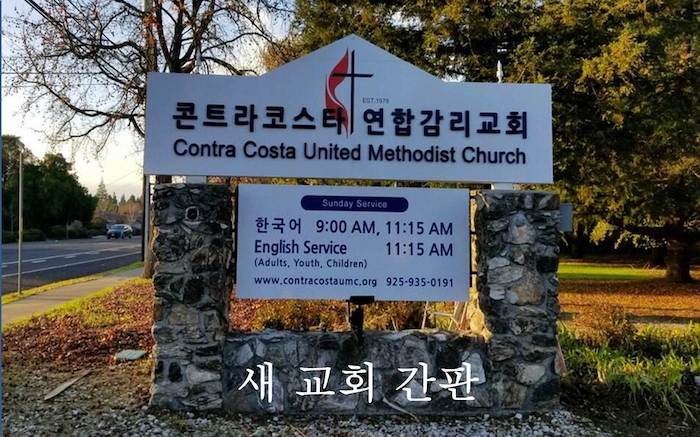 EST.1979
콘트라코스타 연합감리교회
Contra Costa United Methodist Church
Sunday Service
한국어 9:00 AM, 11:15 AM
English Service 11:15 AM
(Adults, Youth, Children)
www.contracostaumc.org 925-935-0191
새 교회 간판